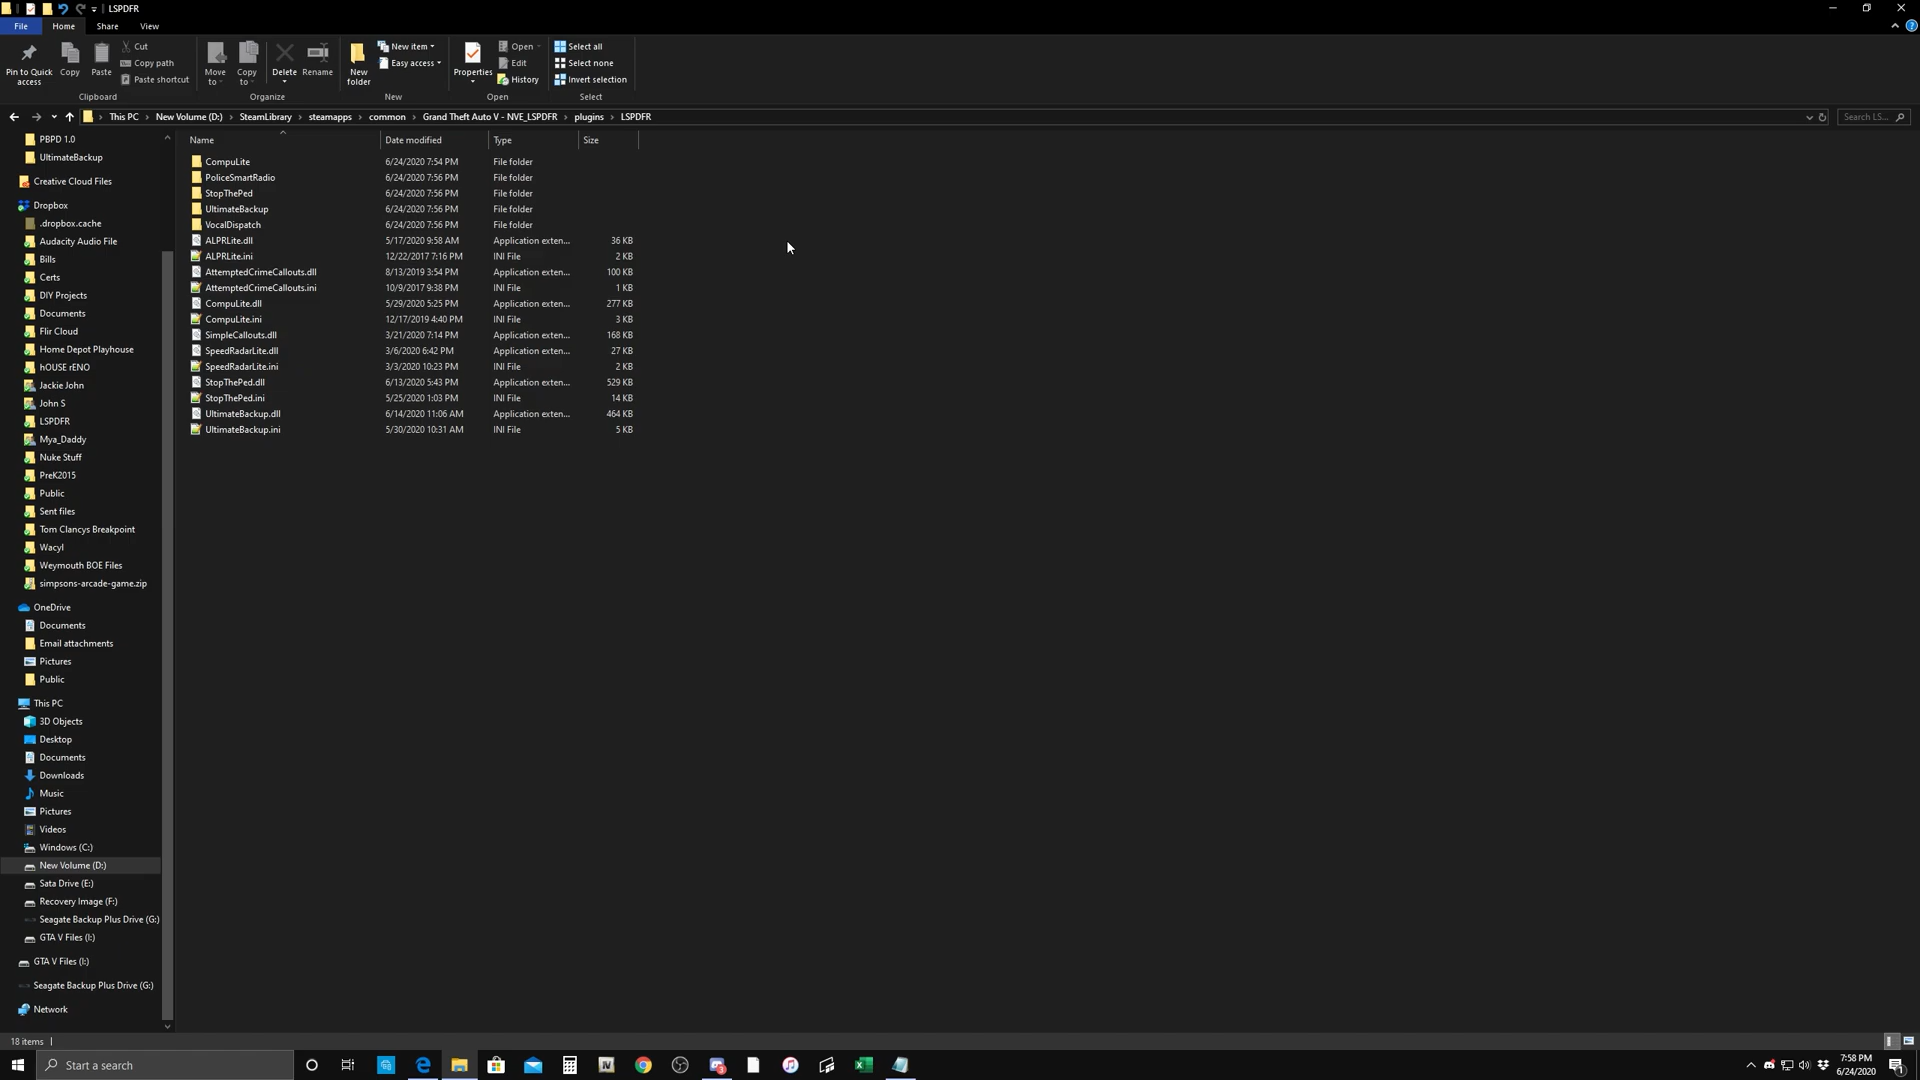 LSPDFR
File Home Share View
Pin to Quick access
Copy
Paste
Cut
Copy path
Paste shortcut
Clipboard
Move to
Copy to
Delete
Rename
Organize
New folder
New item
Easy access
New
Properties
Open
Edit
History
Open
Select all
Select none
Invert selection
Select
This PC > New Volume (D:) > SteamLibrary > steamapps > common > Grand Theft Auto V - NVE_LSPDFR > plugins > LSPDFR
Search LS...
PBPD 1.0
UltimateBackup
Creative Cloud Files
Dropbox
.dropbox.cache
Audacity Audio File
Bills
Certs
DIY Projects
Documents
Flir Cloud
Home Depot Playhouse
hOUSE rENO
Jackie John
John S
LSPDFR
Mya_Daddy
Nuke Stuff
PreK2015
Public
Sent files
Tom Clancys Breakpoint
Wacyl
Weymouth BOE Files
simpsons-arcade-game.zip
OneDrive
Documents
Email attachments
Pictures
Public
This PC
3D Objects
Desktop
Documents
Downloads
Music
Pictures
Videos
Windows (C:)
New Volume (D:)
Sata Drive (E:)
Recovery Image (F:)
Seagate Backup Plus Drive (G:)
GTA V Files (I:)
GTA V Files (I:)
Seagate Backup Plus Drive (G:)
Network
Name Date modified Type Size
CompuLite 6/24/2020 7:54 PM File folder
PoliceSmartRadio 6/24/2020 7:56 PM File folder
StopThePed 6/24/2020 7:56 PM File folder
UltimateBackup 6/24/2020 7:56 PM File folder
VocalDispatch 6/24/2020 7:56 PM File folder
ALPRLite.dll 5/17/2020 9:58 AM Application exten... 36 KB
ALPRLite.ini 12/22/2017 7:16 PM INI File 2 KB
AttemptedCrimeCallouts.dll 8/13/2019 3:54 PM Application exten... 100 KB
AttemptedCrimeCallouts.ini 10/9/2017 9:38 AM INI File 1 KB
CompuLite.dll 5/29/2020 5:25 PM Application exten... 277 KB
CompuLite.ini 12/17/2019 4:40 PM INI File 3 KB
SimpleCallouts.dll 3/21/2020 7:14 PM Application exten... 168 KB
SpeedRadarLite.dll 3/6/2020 6:42 PM Application exten... 27 KB
SpeedRadarLite.ini 3/3/2020 10:23 PM INI File 2 KB
StopThePed.dll 6/13/2020 5:43 PM Application exten... 529 KB
StopThePed.ini 5/25/2020 1:03 PM INI File 14 KB
UltimateBackup.dll 6/14/2020 11:06 AM Application exten... 464 KB
UltimateBackup.ini 5/30/2020 10:31 AM INI File 5 KB
18 items
Start a search
7:58 PM
6/24/2020